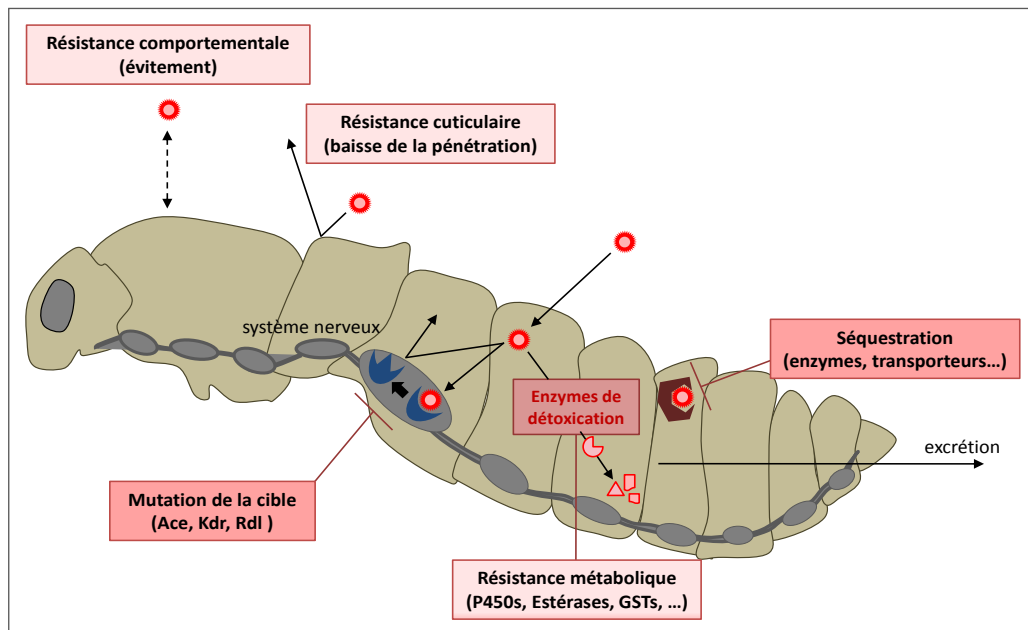 Résistance comportementale
(évitement)
Résistance cuticulaire
(baisse de la pénétration)
système nerveux
Séquestration
(enzymes, transporteurs...)
Enzymes de
détoxication
excrétion
Mutation de la cible
(Ace, Kdr, Rdl )
Résistance métabolique
(P450s, Estérases, GSTs, ...)